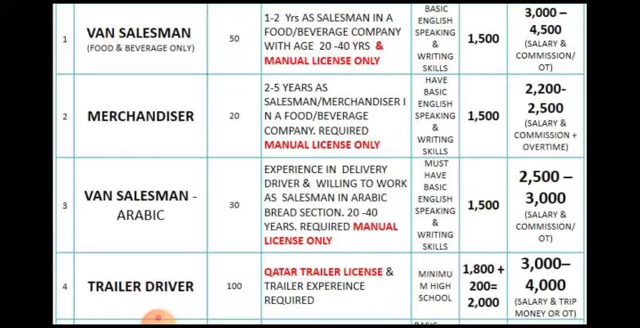 1
VAN SALESMAN
(FOOD & BEVERAGE ONLY)
50
1-2 Yrs AS SALESMAN IN A
FOOD/BEVERAGE COMPANY
WITH AGE 20 -40 YRS &
MANUAL LICENSE ONLY
BASIC
ENGLISH
SPEAKING
&
WRITING
SKILLS
1,500
3,000 –
4,500
(SALARY &
COMMISSION/
OT)
2
MERCHANDISER
20
2-5 YEARS AS
SALESMAN/MERCHANDISER I
N A FOOD/BEVERAGE
COMPANY. REQUIRED
MANUAL LICENSE ONLY
HAVE
BASIC
ENGLISH
SPEAKING
&
WRITING
SKILLS
1,500
2,200-
2,500
(SALARY &
COMMISSION +
OVERTIME)
3
VAN SALESMAN -
ARABIC
30
EXPERIENCE IN DELIVERY
DRIVER & WILLING TO WORK
AS SALESMAN IN ARABIC
BREAD SECTION. 20 -40
YEARS. REQUIRED MANUAL
LICENSE ONLY
MUST
HAVE
BASIC
ENGLISH
SPEAKING
&
WRITING
SKILLS
1,500
2,500 –
3,000
(SALARY &
COMMISSION/
OT)
4
TRAILER DRIVER
100
QATAR TRAILER LICENSE &
TRAILER EXPEREINCE
REQUIRED
MINIMU
M HIGH
SCHOOL
1,800 +
200=
2,000
3,000–
4,000
(SALARY & TRIP
MONEY OR OT)
BASIC